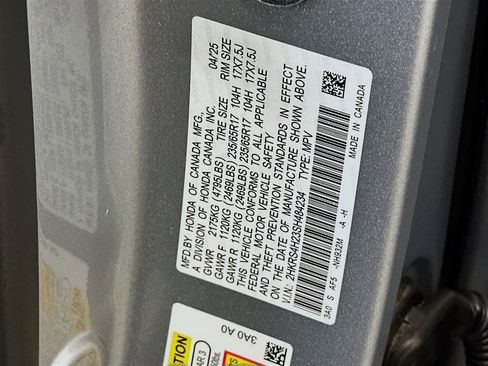 MFD.BY HONDA OF CANADA MFG. 04/25
A DIVISION OF HONDA CANADA INC.
GVWR 2175KG (4795LBS) TIRE SIZE RIM SIZE
GAWR F 1120KG (2469LBS) 235/65R17 104H 17X7.5J
GAWR R 1120KG (2469LBS) 235/65R17 104H 17X7.5J
THIS VEHICLE CONFORMS TO ALL APPLICABLE
FEDERAL MOTOR VEHICLE SAFETY
AND THEFT PREVENTION STANDARDS IN EFFECT
ON THE DATE OF MANUFACTURE SHOWN ABOVE.
V.I.N.: 2HKRS4H23SH484234 TYPE: MPV
3A0 S AF5 -NH932M -A -H MADE IN CANADA
3A0 A0